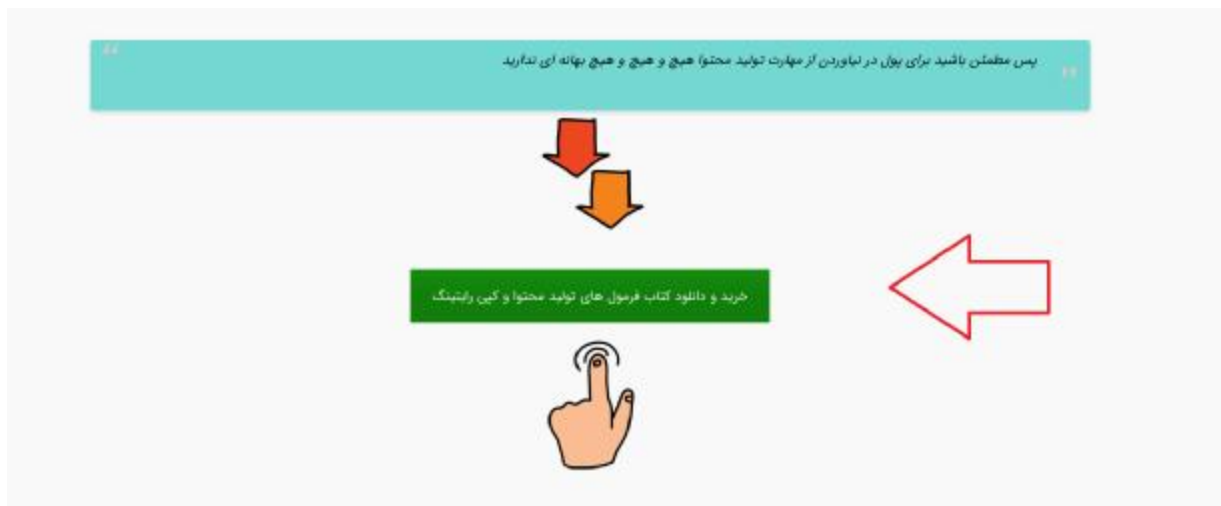 پس مطمئن باشید برای پول در نیاوردن از مهارت تولید محتوا هیچ و هیچ و هیچ بهانه ای ندارید
خرید و دانلود کتاب فرمول های تولید محتوا و کپی رایتینگ